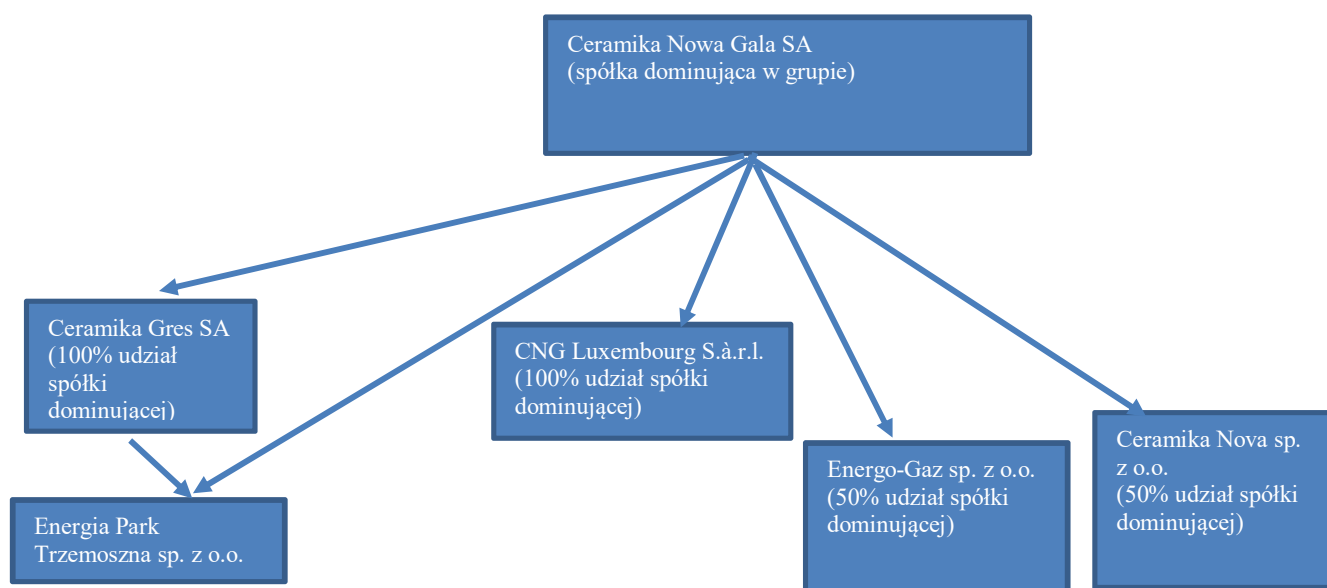 Ceramika Nowa Gala SA
(spółka dominująca w grupie)
Ceramika Gres SA
(100% udział
spółki
dominującej)
CNG Luxembourg S.à.r.l.
(100% udział spółki
dominującej)
Energo-Gaz sp. z o.o.
(50% udział spółki
dominującej)
Ceramika Nova sp.
z o.o.
(50% udział spółki
dominującej)
Energia Park
Trzemoszna sp. z o.o.